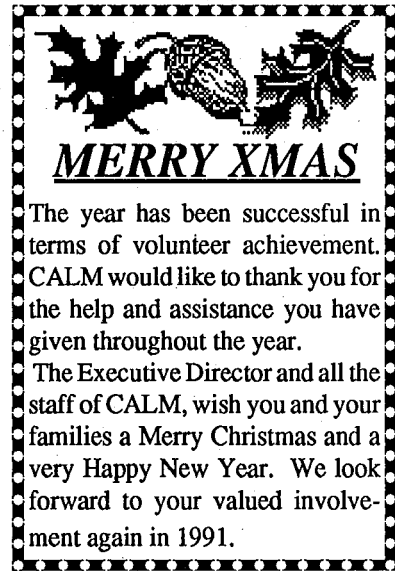 MERRY XMAS
The year has been successful in
terms of volunteer achievement.
CALM would like to thank you for
the help and assistance you have
given throughout the year.
The Executive Director and all the
staff of CALM, wish you and your
families a Merry Christmas and a
very Happy New Year. We look
forward to your valued involve-
ment again in 1991.